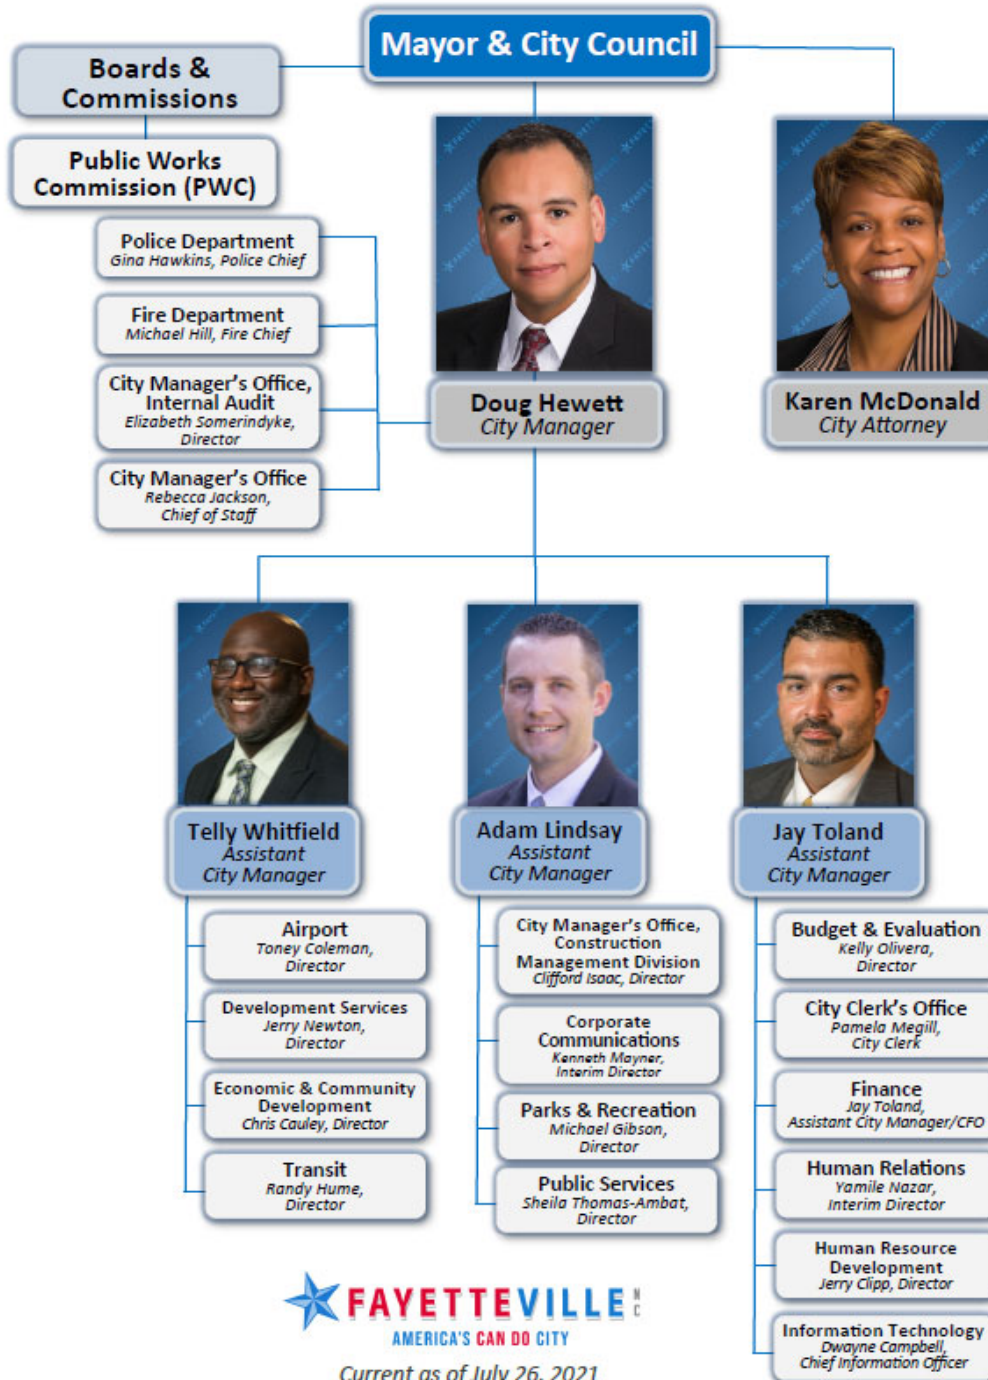 Mayor & City Council
Boards &
Commissions
Public Works
Commission (PWC)
Police Department
Gina Hawkins, Police Chief
Fire Department
Michael Hill, Fire Chief
City Manager's Office,
Internal Audit
Elizabeth Somerindyke,
Director
City Manager's Office
Rebecca Jackson,
Chief of Staff
Doug Hewett
City Manager
Karen McDonald
City Attorney
Telly Whitfield
Assistant
City Manager
Airport
Toney Coleman,
Director
Development Services
Jerry Newton,
Director
Economic & Community
Development
Chris Cauley, Director
Transit
Randy Hume,
Director
Adam Lindsay
Assistant
City Manager
City Manager's Office,
Construction
Management Division
Clifford Isaac, Director
Corporate
Communications
Kenneth Mayner,
Interim Director
Parks & Recreation
Michael Gibson,
Director
Public Services
Sheila Thomas-Ambat,
Director
Jay Toland
Assistant
City Manager
Budget & Evaluation
Kelly Olivera,
Director
City Clerk's Office
Pamela Megill,
City Clerk
Finance
Jay Toland,
Assistant City Manager/CFO
Human Relations
Yamile Nazar,
Interim Director
Human Resource
Development
Jerry Clipp, Director
Information Technology
Dwayne Campbell,
Chief Information Officer
FAYETTEVILLE NC
AMERICA'S CAN DO CITY
Current as of July 26, 2021